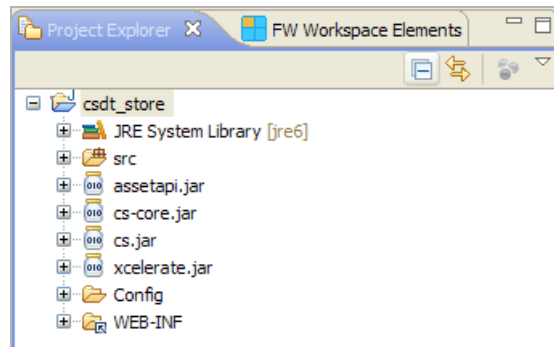 Project Explorer FW Workspace Elements
csdt_store
JRE System Library [jre6]
src
assetapi.jar
cs-core.jar
cs.jar
xcelerate.jar
Config
WEB-INF